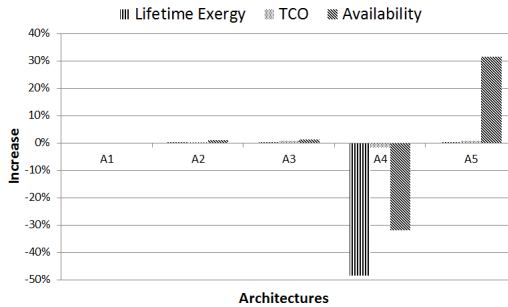 Lifetime Exergy TCO Availability
40%
30%
20%
10%
0%
-10%
-20%
-30%
-40%
-50%
A1 A2 A3 A4 A5
Increase
Architectures